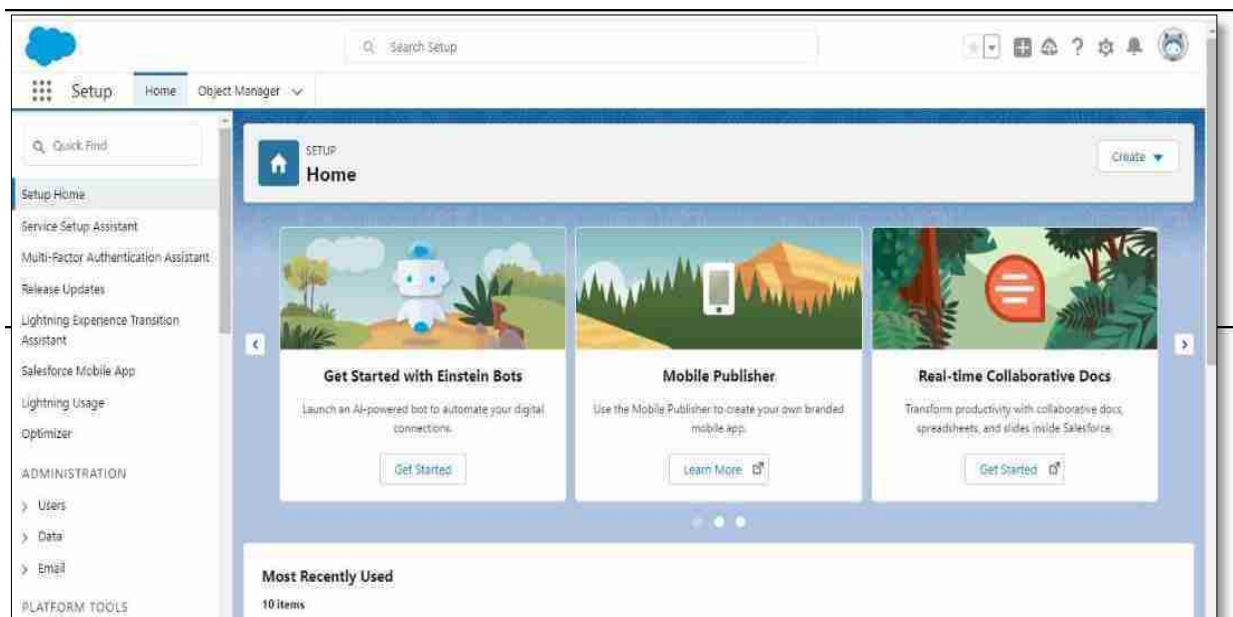 Search Setup
Setup
Home
Object Manager
Quick Find
Setup Home
Service Setup Assistant
Multi-Factor Authentication Assistant
Release Updates
Lightning Experience Transition
Assistant
Salesforce Mobile App
Lightning Usage
Optimizer
ADMINISTRATION
Users
Data
Email
PLATFORM TOOLS
SETUP
Home
Create
Get Started with Einstein Bots
Launch an AI-powered bot to automate your digital
connections.
Get Started
Mobile Publisher
Use the Mobile Publisher to create your own branded
mobile app.
Learn More
Real-time Collaborative Docs
Transform productivity with collaborative docs,
spreadsheets, and slides inside Salesforce.
Get Started
Most Recently Used
10 items